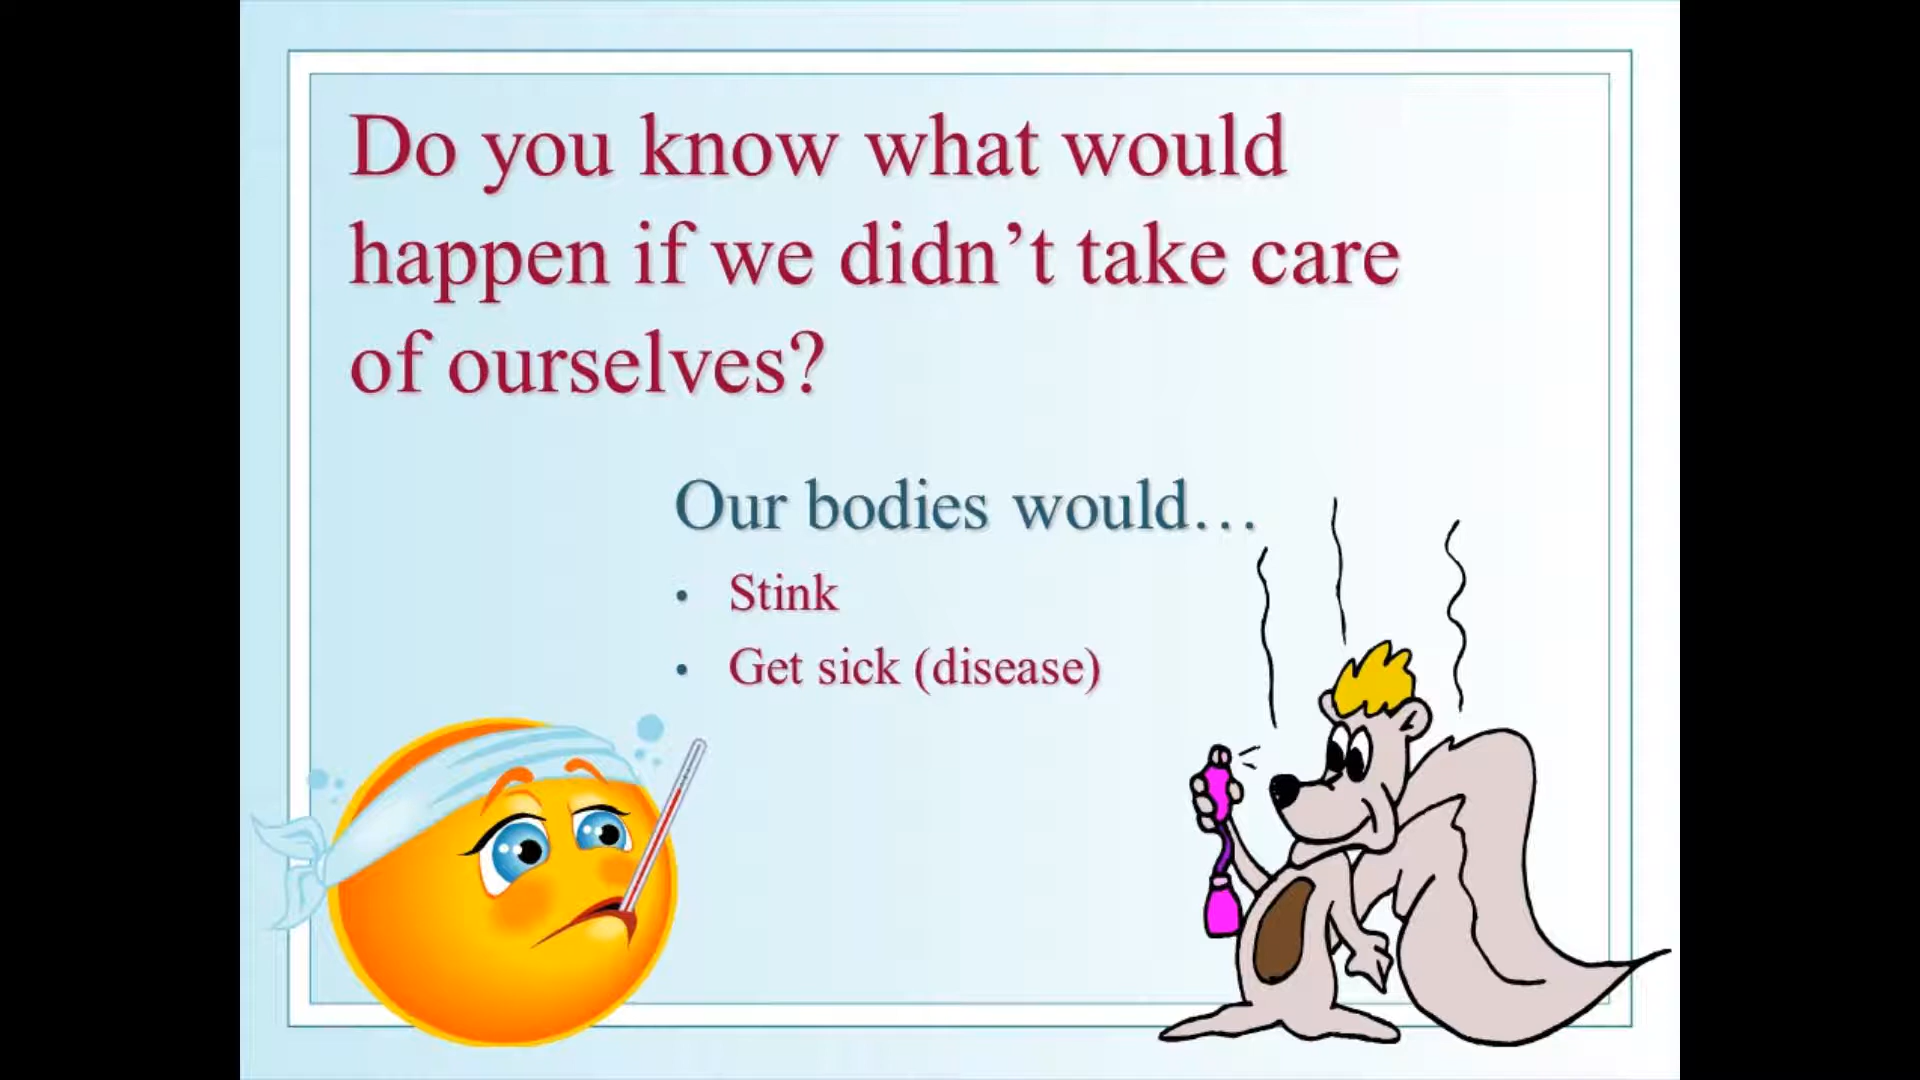 Do you know what would
happen if we didn’t take care
of ourselves?
Our bodies would…
• Stink
• Get sick (disease)